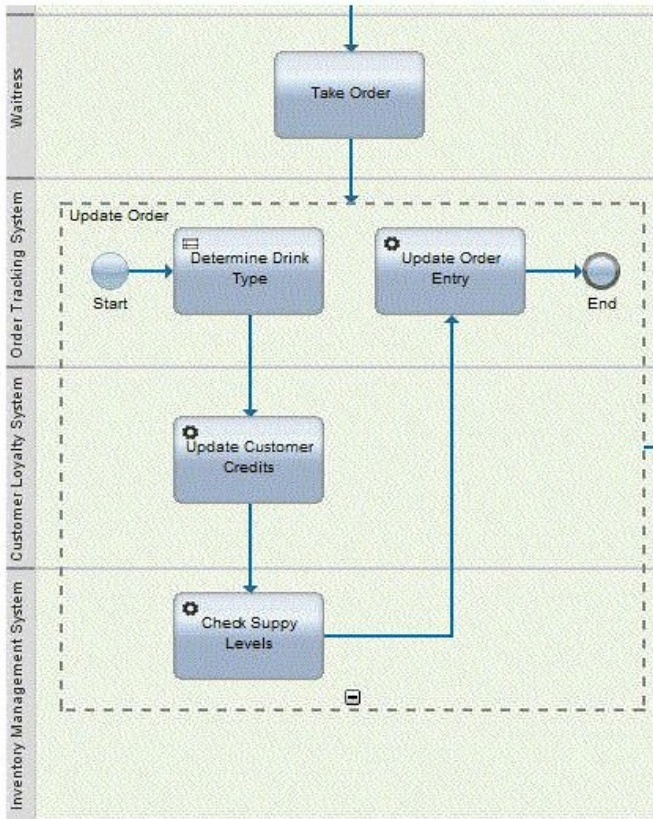 Waitress
Take Order
Order Tracking System
Update Order
Start
Determine Drink
Type
Update Order
Entry
End
Customer Loyalty System
Update Customer
Credits
Inventory Management System
Check Suppy
Levels